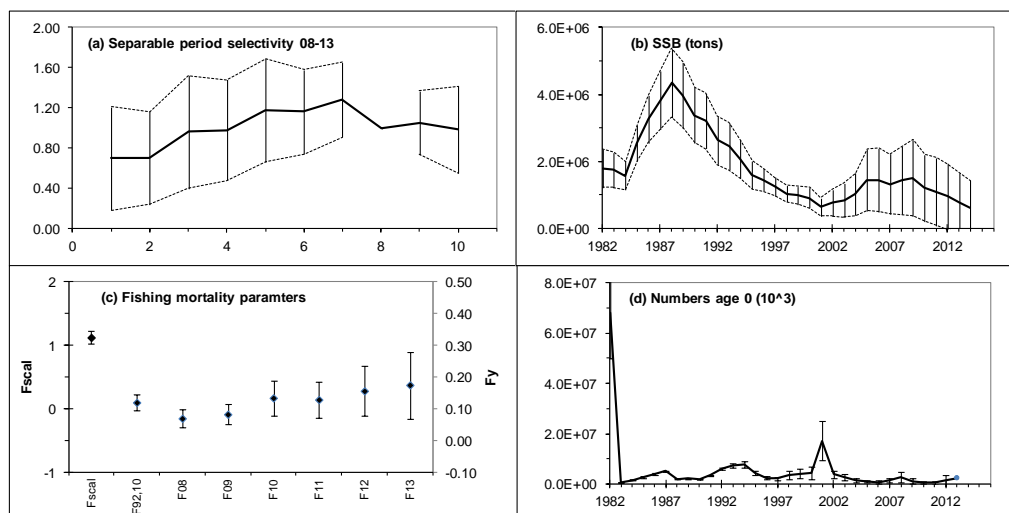 (a) Separable period selectivity 08-13
2.00
1.60
1.20
0.80
0.40
0.00
0 2 4 6 8 10
(b) SSB (tons)
6.E+06
4.E+06
2.E+06
0.E+00
1982 1987 1992 1997 2002 2007 2012
(c) Fishing mortality paramters
2
1
0
-1
Fscal
0.50
0.40
0.30
0.20
0.10
0.00
-0.10
Fy
Fscal
F92,10
F08
F09
F10
F11
F12
F13
(d) Numbers age 0 (10^3)
8.0E+07
6.0E+07
4.0E+07
2.0E+07
0.0E+00
1982 1987 1992 1997 2002 2007 2012